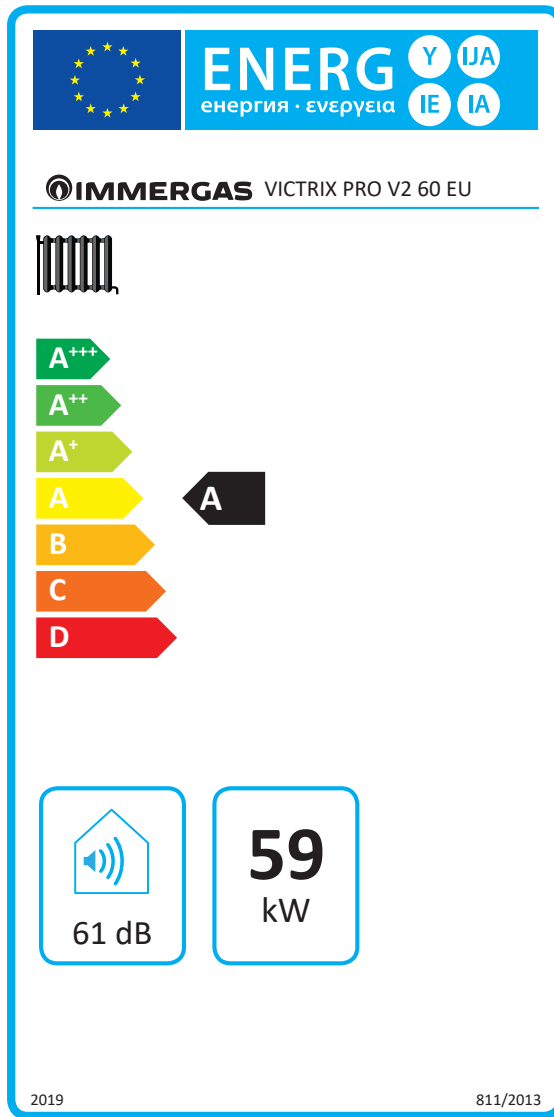 ENERG Y IJA
енергия · ενεργεια IE IA
IMMERGAS VICTRIX PRO V2 60 EU
A+++
A++
A+
A A
B
C
D
59
kW
61 dB
2019 811/2013